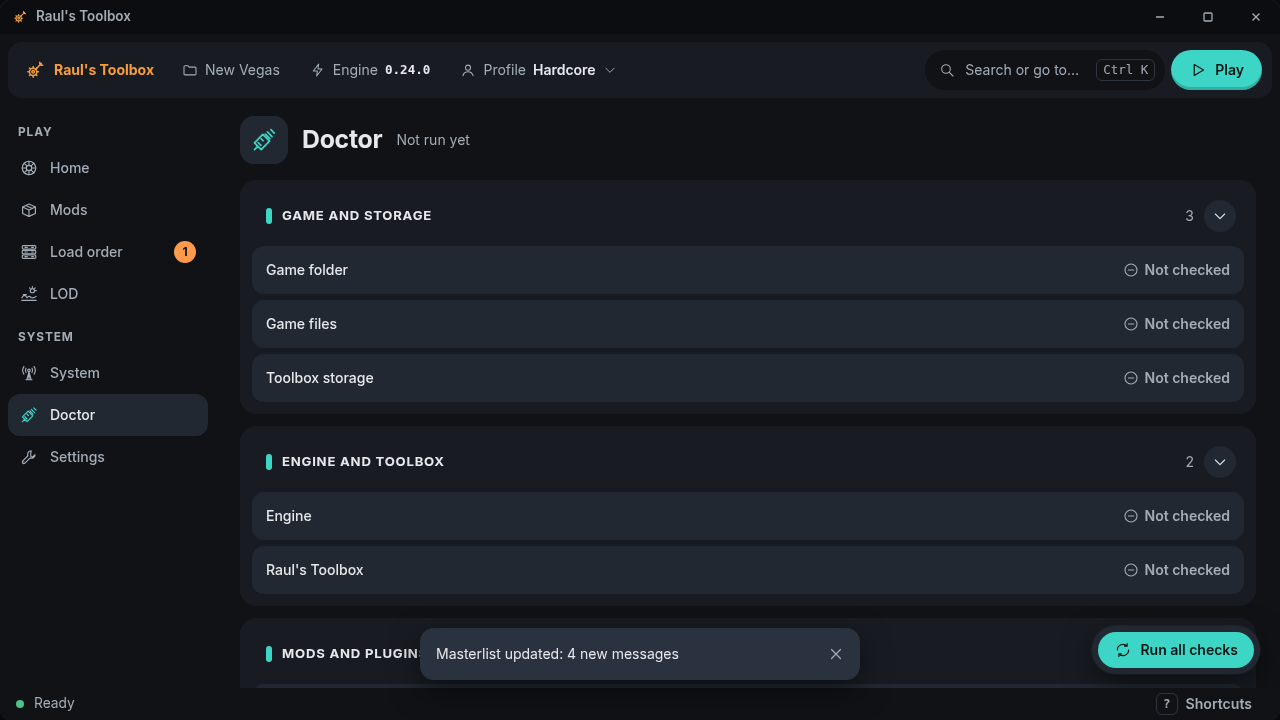 Raul's Toolbox
Raul's Toolbox
New Vegas
Engine 0.24.0
Profile Hardcore
Search or go to...
Ctrl K
Play
PLAY
Home
Mods
Load order
1
LOD
SYSTEM
System
Doctor
Settings
Doctor
Not run yet
GAME AND STORAGE
3
Game folder
Not checked
Game files
Not checked
Toolbox storage
Not checked
ENGINE AND TOOLBOX
2
Engine
Not checked
Raul's Toolbox
Not checked
MODS AND PLUGIN
Masterlist updated: 4 new messages
Run all checks
Ready
? Shortcuts